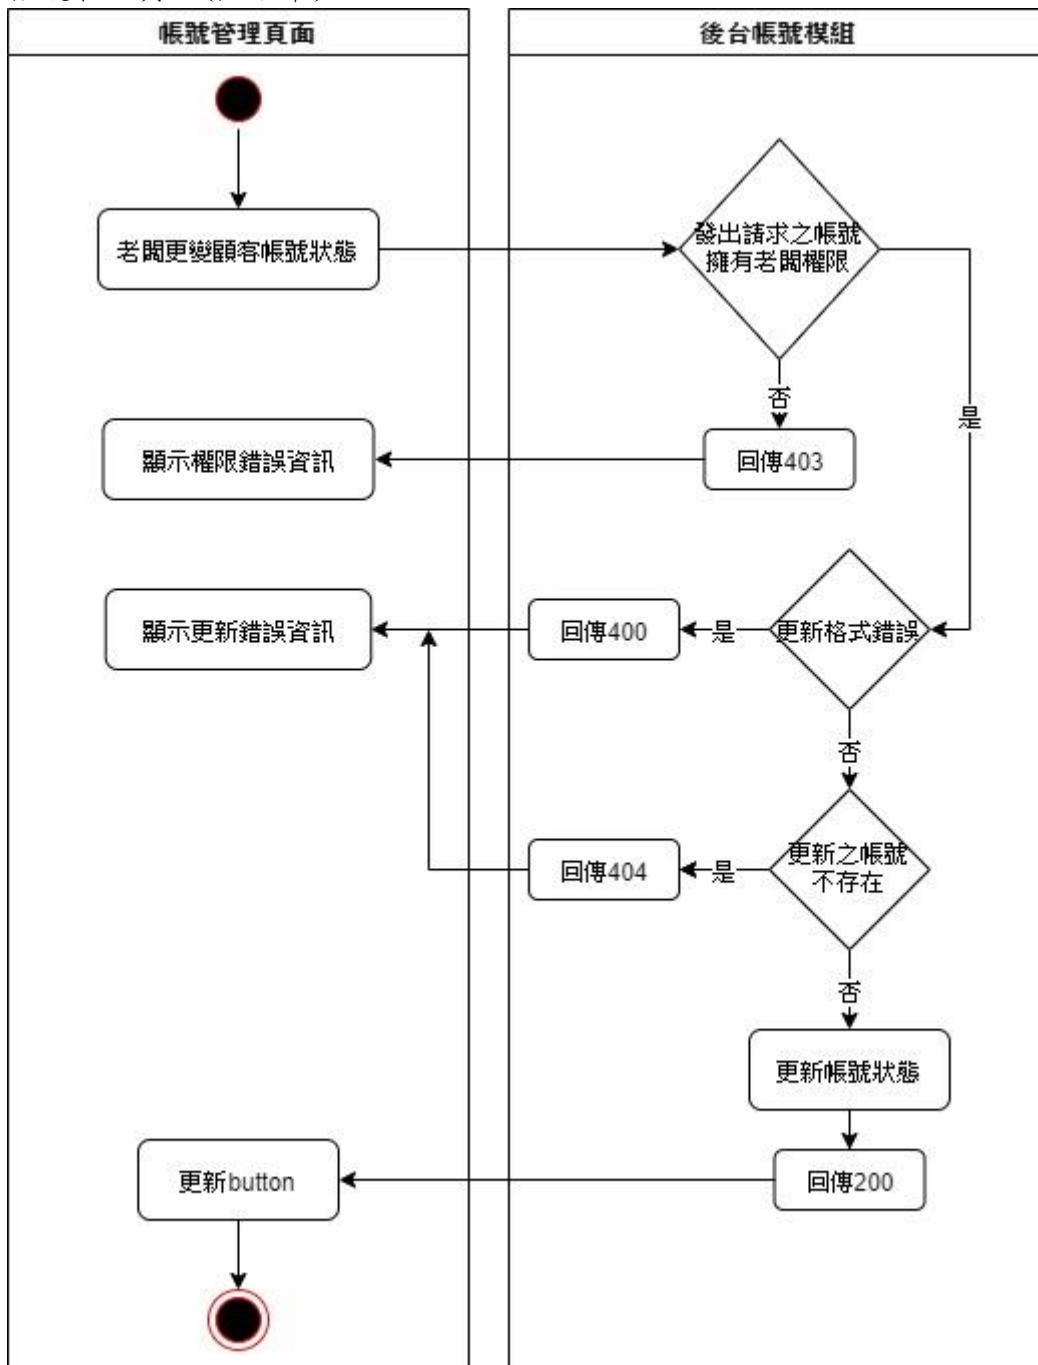 帳號管理頁面
後台帳號模組
老闆更變顧客帳號狀態
發出請求之帳號
擁有老闆權限
否
是
顯示權限錯誤資訊
回傳403
顯示更新錯誤資訊
回傳400
是
更新格式錯誤
否
回傳404
是
更新之帳號
不存在
否
更新帳號狀態
更新button
回傳200